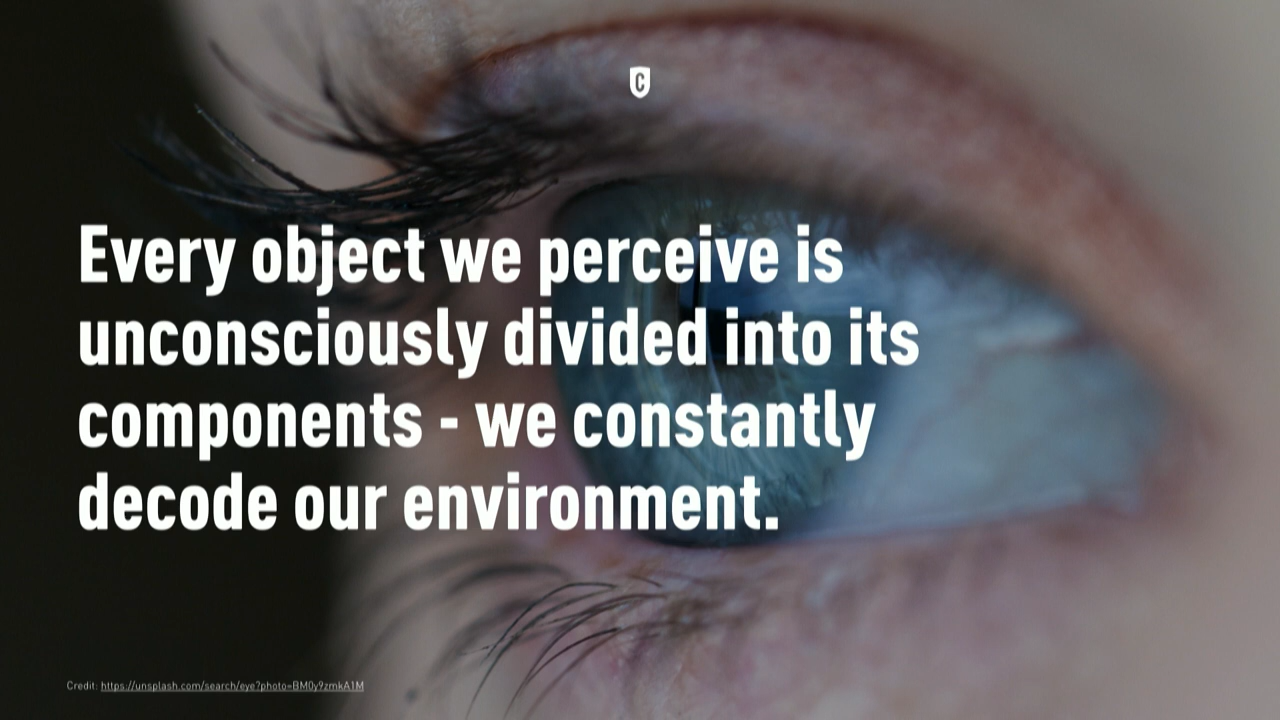 C
Every object we perceive is
unconsciously divided into its
components - we constantly
decode our environment.
Credit: https://unsplash.com/search/eye?photo=BM0y9zmkA1M